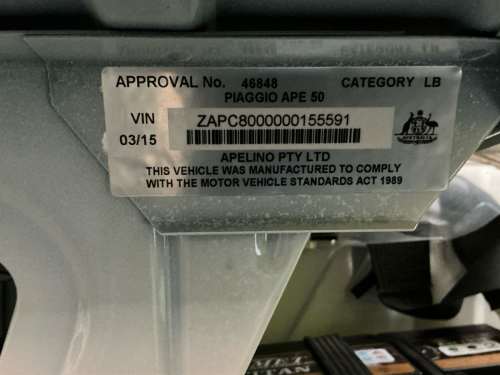 APPROVAL No. 46848 CATEGORY LB
PIAGGIO APE 50
VIN ZAPC8000000155591
03/15
AUSTRALIA
APELINO PTY LTD
THIS VEHICLE WAS MANUFACTURED TO COMPLY
WITH THE MOTOR VEHICLE STANDARDS ACT 1989